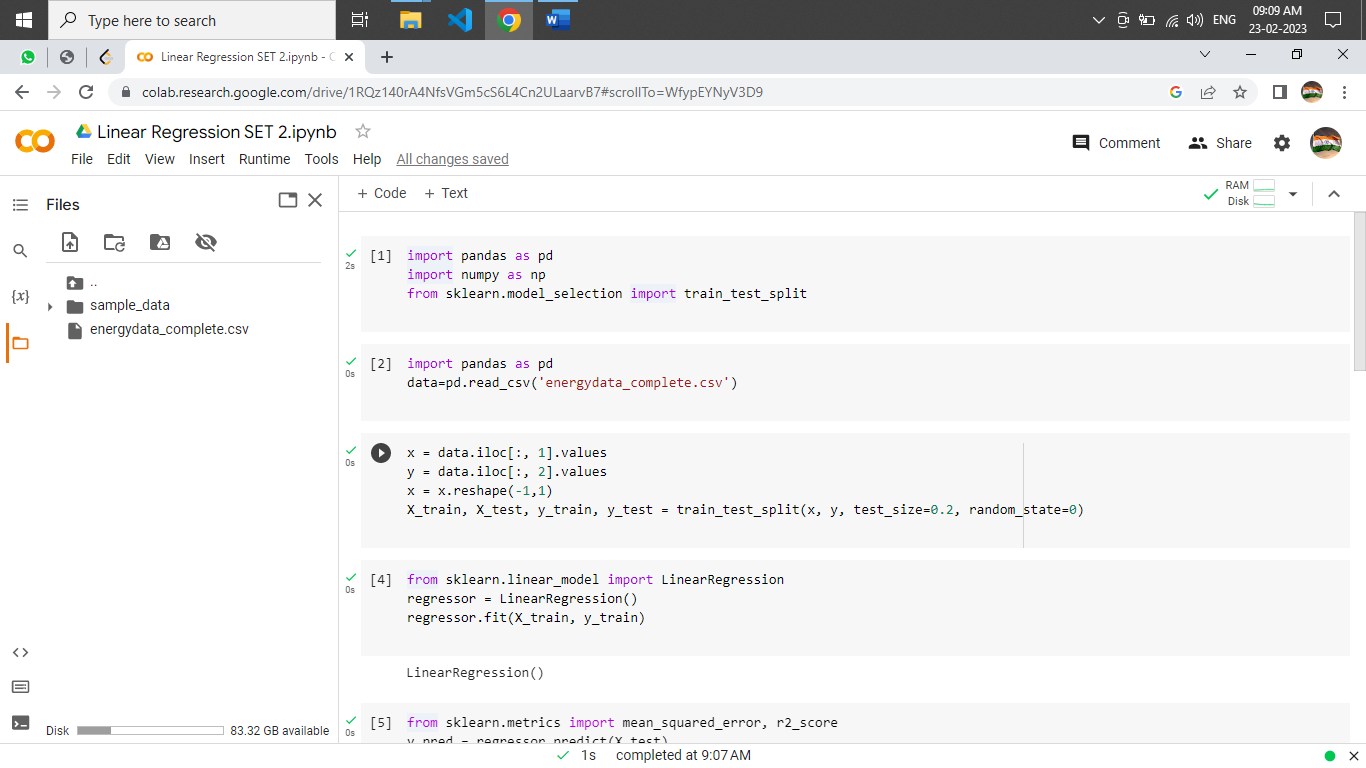 Type here to search
ENG
09:09 AM
23-02-2023
Linear Regression SET 2.ipynb - C
colab.research.google.com/drive/1RQz140rA4NfsVGm5cS6L4Cn2ULaarvB7#scrollTo=WfypEYNyV3D9
Linear Regression SET 2.ipynb
File Edit View Insert Runtime Tools Help All changes saved
Comment
Share
Files
+ Code + Text
RAM
Disk
..
sample_data
energydata_complete.csv
{x}
Disk
83.32 GB available
[1]
2s
import pandas as pd
import numpy as np
from sklearn.model_selection import train_test_split
[2]
0s
import pandas as pd
data=pd.read_csv('energydata_complete.csv')
0s
x = data.iloc[:, 1].values
y = data.iloc[:, 2].values
x = x.reshape(-1,1)
X_train, X_test, y_train, y_test = train_test_split(x, y, test_size=0.2, random_state=0)
[4]
0s
from sklearn.linear_model import LinearRegression
regressor = LinearRegression()
regressor.fit(X_train, y_train)
LinearRegression()
[5]
0s
from sklearn.metrics import mean_squared_error, r2_score
y_pred = regressor.predict(X_test)
1s completed at 9:07 AM